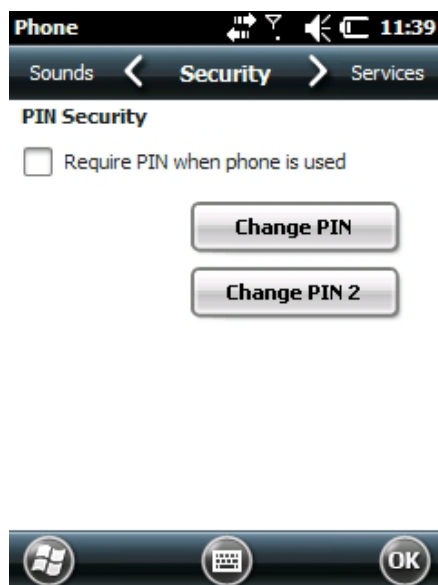 Phone 11:39
Sounds Security Services
PIN Security
Require PIN when phone is used
Change PIN
Change PIN 2
OK